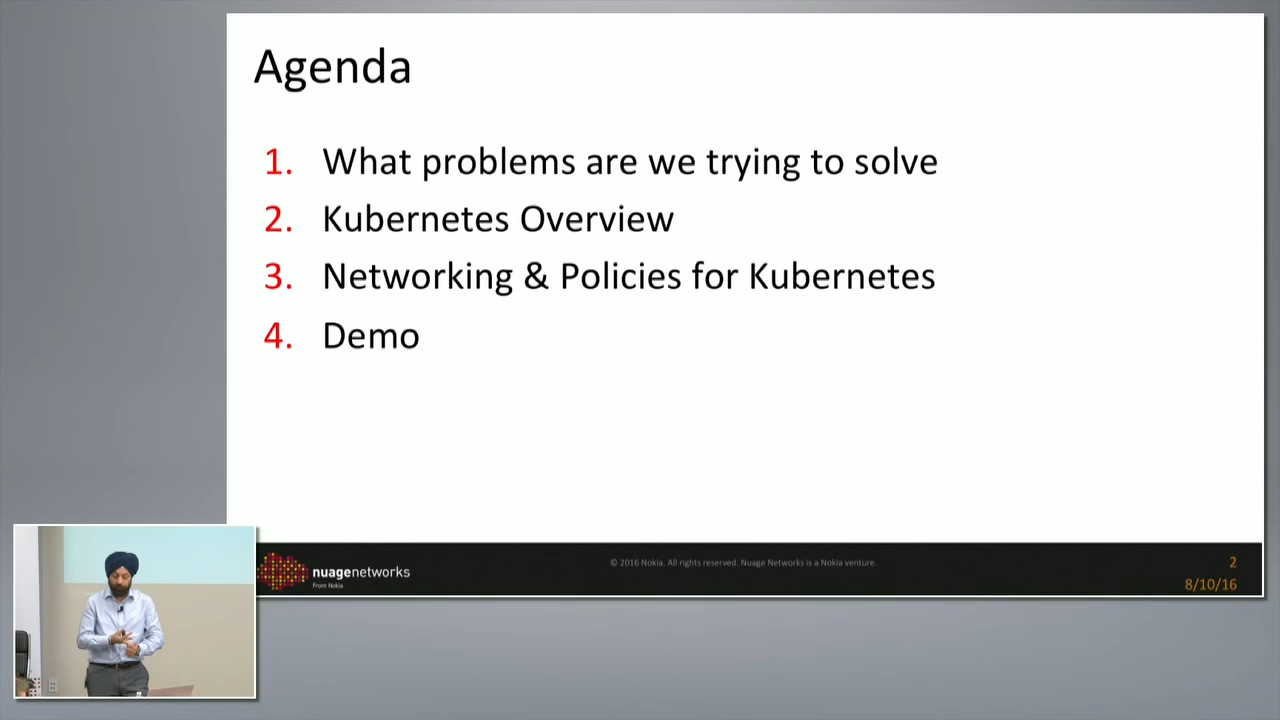 Agenda
1. What problems are we trying to solve
2. Kubernetes Overview
3. Networking & Policies for Kubernetes
4. Demo
nuagenetworks
From Nokia
© 2016 Nokia. All rights reserved. Nuage Networks is a Nokia venture.
2
8/10/16